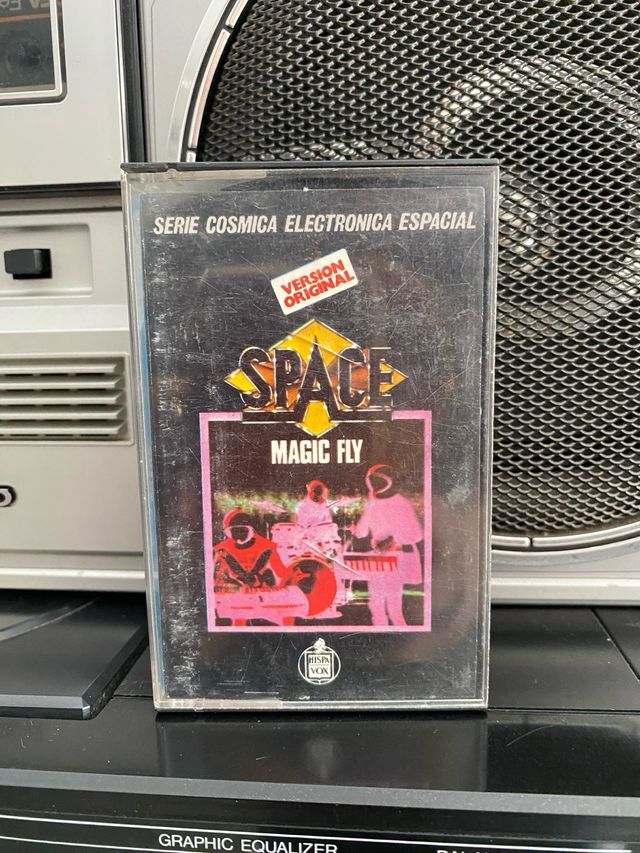 SERIE COSMICA ELECTRONICA ESPACIAL
VERSION
ORIGINAL
SPACE
MAGIC FLY
HISPA
VOX
GRAPHIC EQUALIZER